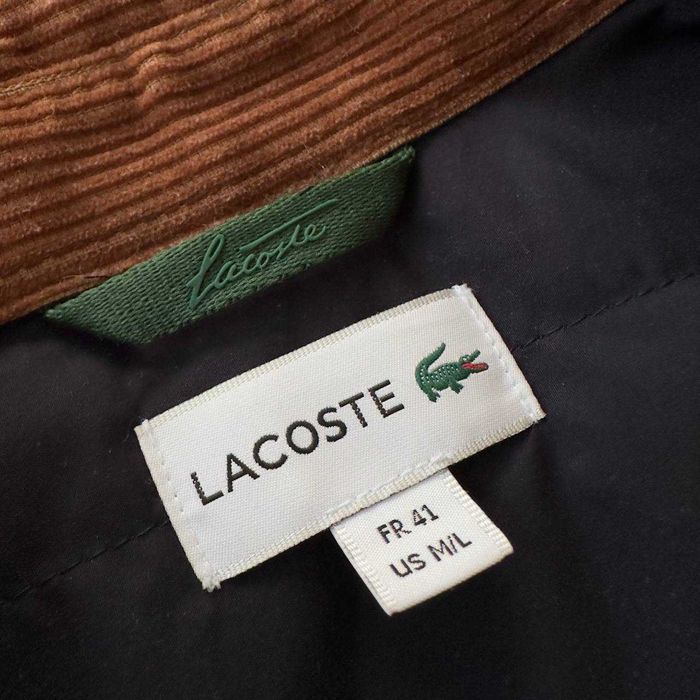 Lacoste
LACOSTE
FR 41
US M/L